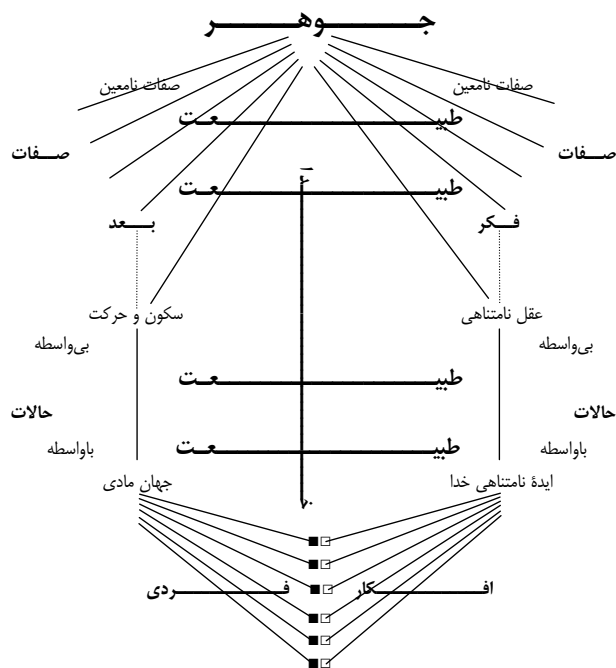 جوهر
صفات نامعین
صفات نامعین
طبیعت
صفات
صفات
طبیعت
فکر
بعد
عقل نامتناهی
سکون و حرکت
بی‌واسطه
بی‌واسطه
طبیعت
حالات
حالات
باواسطه
طبیعت
باواسطه
ایدهٔ نامتناهی خدا
جهان مادی
افکار
فردی